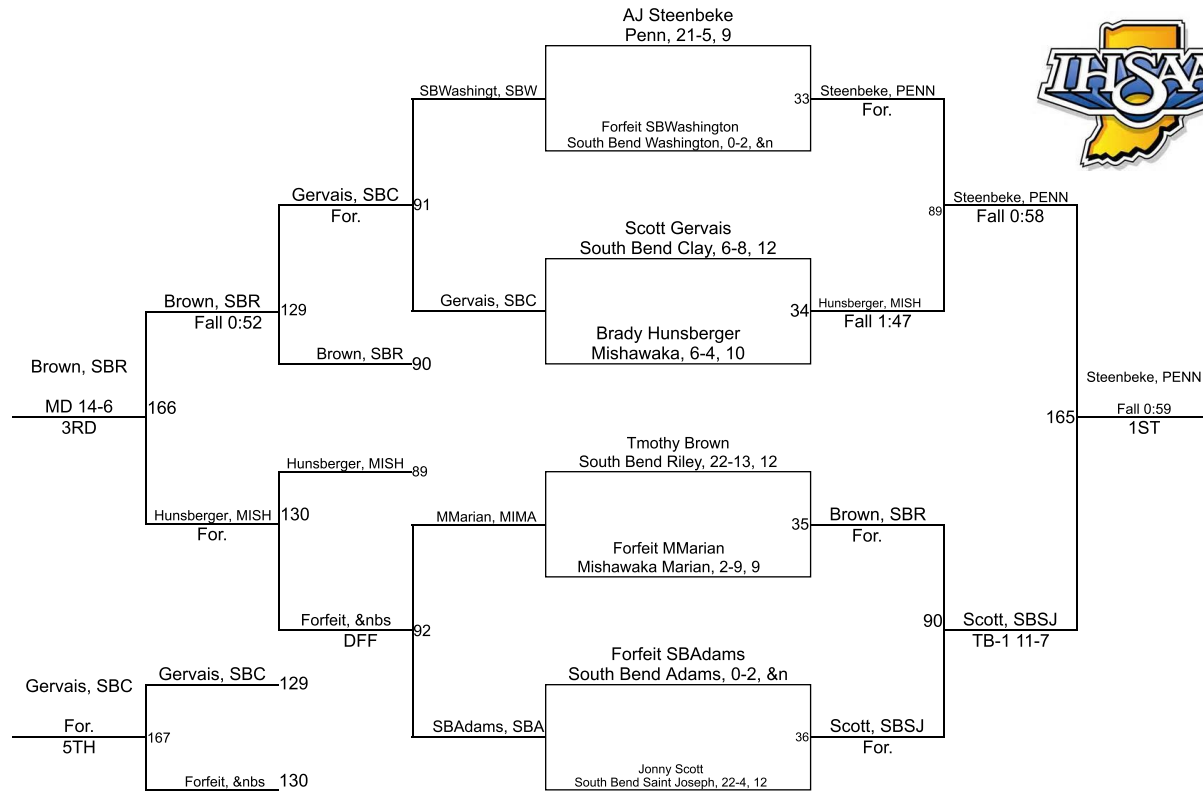 AJ Steenbeke
Penn, 21-5, 9
IHSAA
SBWashingt, SBW
33
Steenbeke, PENN
For.
Forfeit SBWashington
South Bend Washington, 0-2, &n
Gervais, SBC
For.
91
89
Steenbeke, PENN
Fall 0:58
Scott Gervais
South Bend Clay, 6-8, 12
Gervais, SBC
34
Hunsberger, MISH
Fall 1:47
Brown, SBR
Fall 0:52
129
Brady Hunsberger
Mishawaka, 6-4, 10
Brown, SBR
90
Brown, SBR
MD 14-6
3RD
166
Steenbeke, PENN
165
Fall 0:59
1ST
Tmothy Brown
South Bend Riley, 22-13, 12
Hunsberger, MISH
89
Hunsberger, MISH
For.
130
MMarian, MIMA
35
Brown, SBR
For.
Forfeit MMarian
Mishawaka Marian, 2-9, 9
Forfeit, &nbs
DFF
92
90
Scott, SBSJ
TB-1 11-7
Forfeit SBAdams
South Bend Adams, 0-2, &n
Gervais, SBC
Gervais, SBC
129
For.
5TH
167
SBAdams, SBA
36
Scott, SBSJ
For.
Forfeit, &nbs
130
Jonny Scott
South Bend Saint Joseph, 22-4, 12